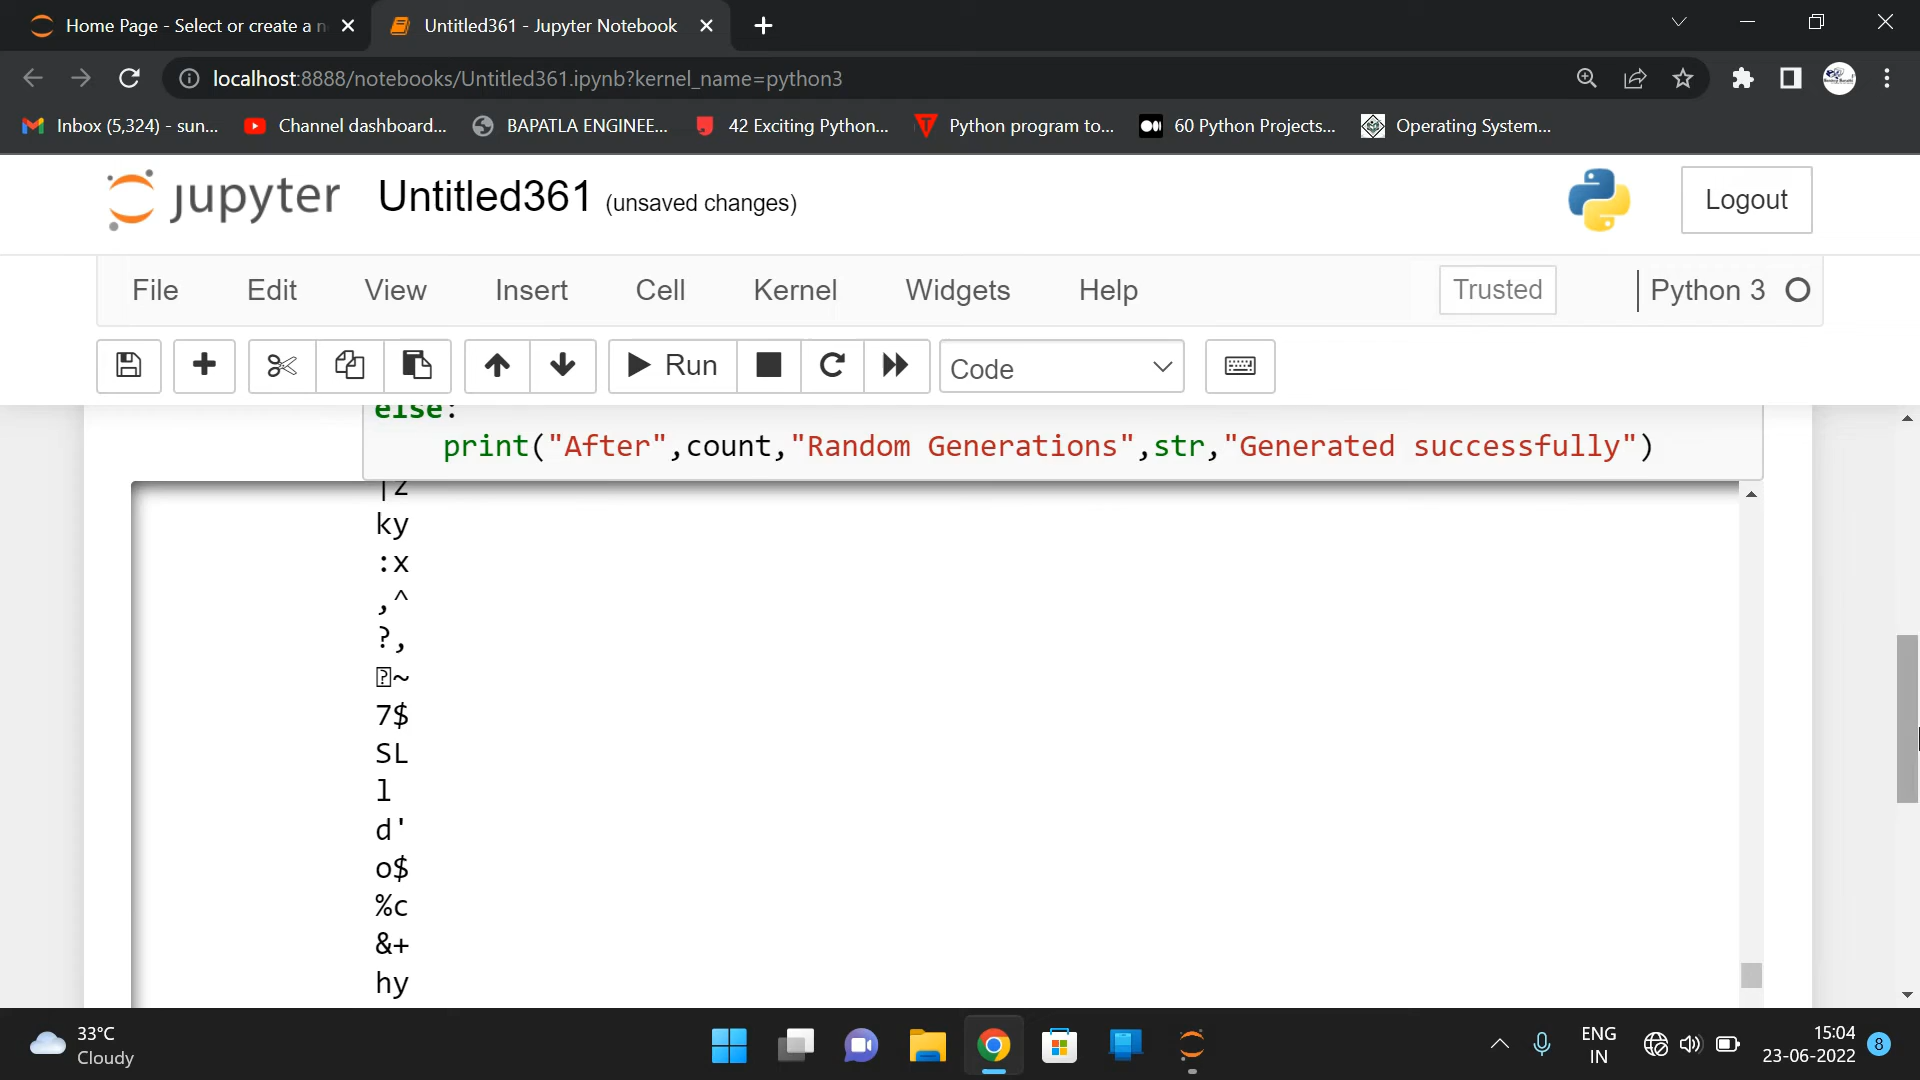 Home Page - Select or create a n
Untitled361 - Jupyter Notebook
localhost:8888/notebooks/Untitled361.ipynb?kernel_name=python3
Inbox (5,324) - sun...
Channel dashboard...
BAPATLA ENGINEE...
42 Exciting Python...
Python program to...
60 Python Projects...
Operating System...
jupyter
Untitled361 (unsaved changes)
Logout
File
Edit
View
Insert
Cell
Kernel
Widgets
Help
Trusted
Python 3
Run
Code
else:
print("After",count,"Random Generations",str,"Generated successfully")
|z
ky
:x
,^
?,
~
7$
SL
l
d'
o$
%c
&+
hy
33°C
Cloudy
ENG
IN
15:04
23-06-2022
8